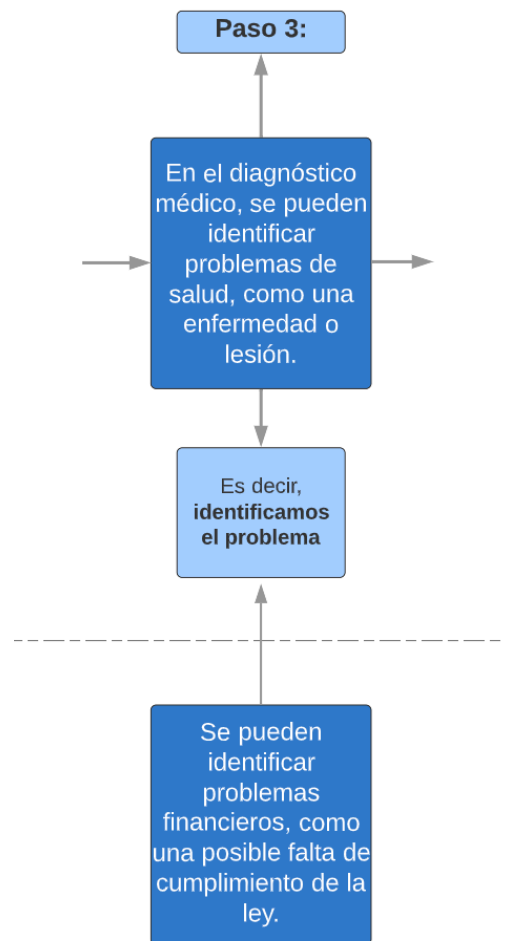 Paso 3:
En el diagnóstico
médico, se pueden
identificar
problemas de
salud, como una
enfermedad o
lesión.
Es decir,
identificamos
el problema
Se pueden
identificar
problemas
financieros, como
una posible falta de
cumplimiento de la
ley.